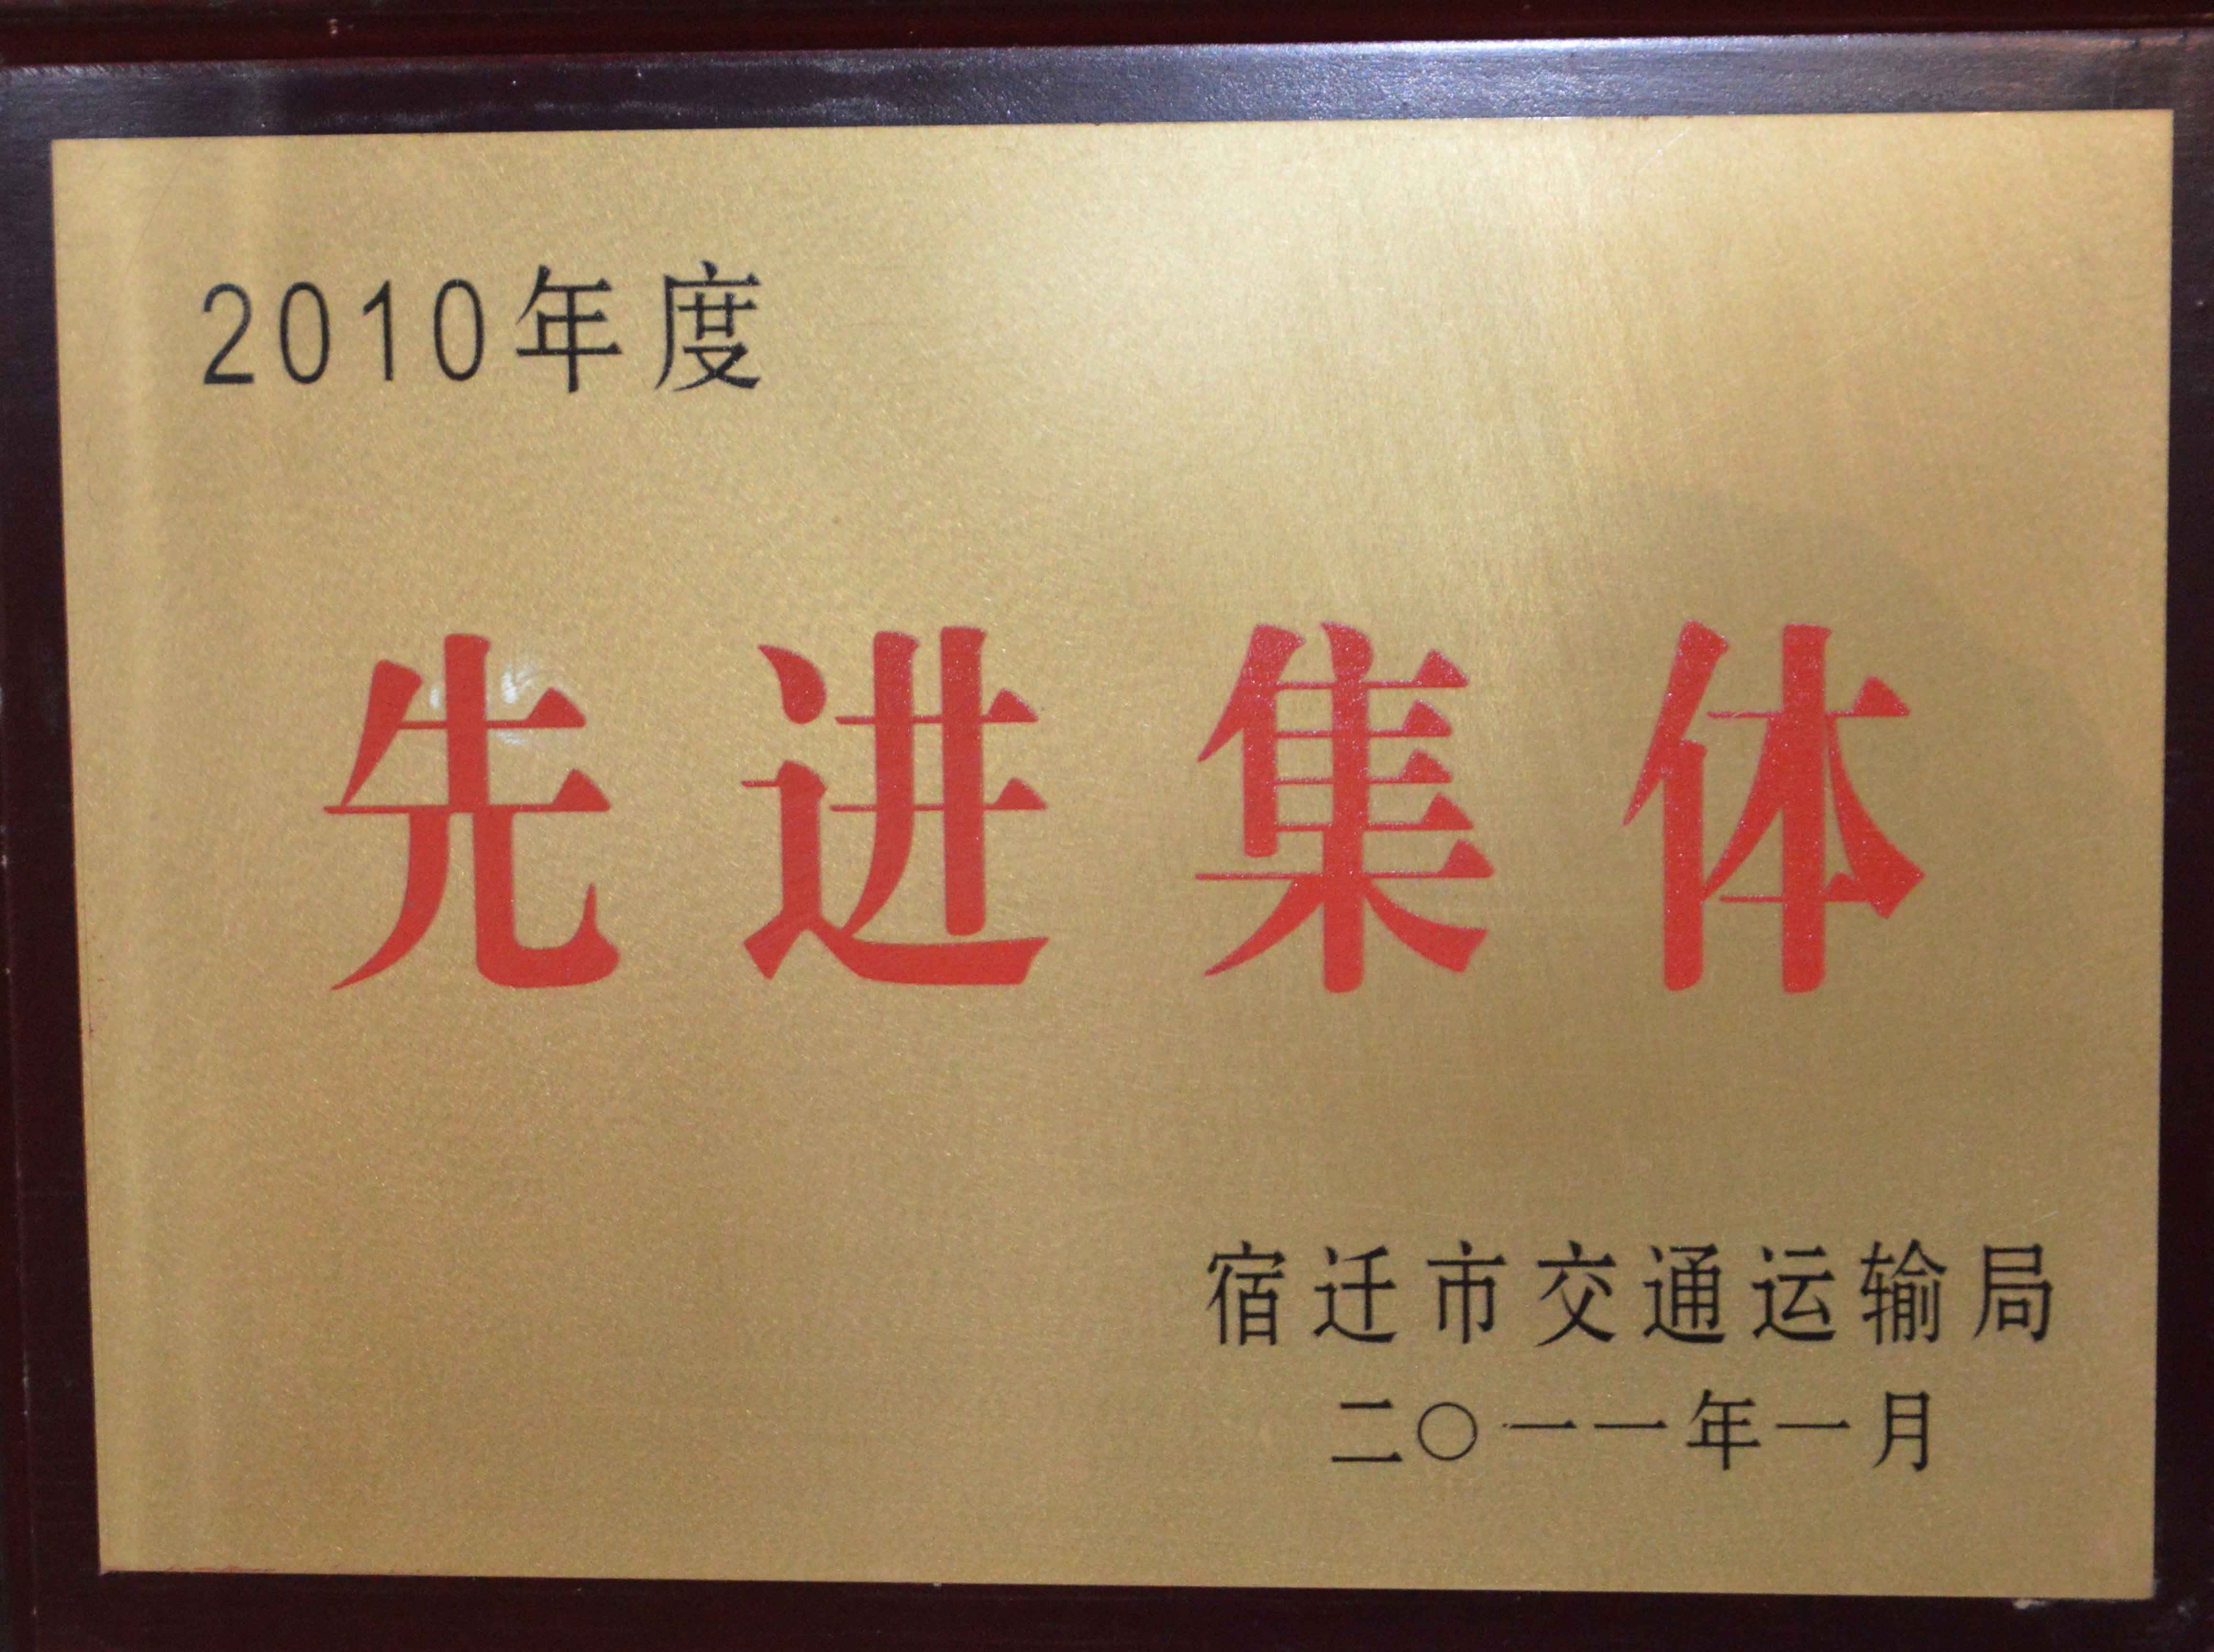 2010年度
先进集体
宿迁市交通运输局
二〇一一年一月